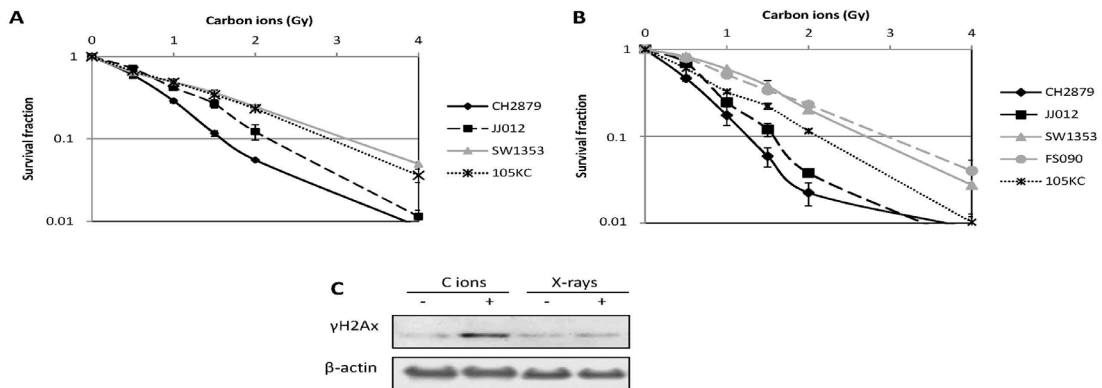 A
Carbon ions (Gy)
0 1 2 3 4
1
0.1
0.01
Survival fraction
CH2879
JJ012
SW1353
105KC
B
Carbon ions (Gy)
0 1 2 3 4
1
0.1
0.01
Survival fraction
CH2879
JJ012
SW1353
FS090
105KC
C
C ions X-rays
- + - +
γH2Ax
β-actin